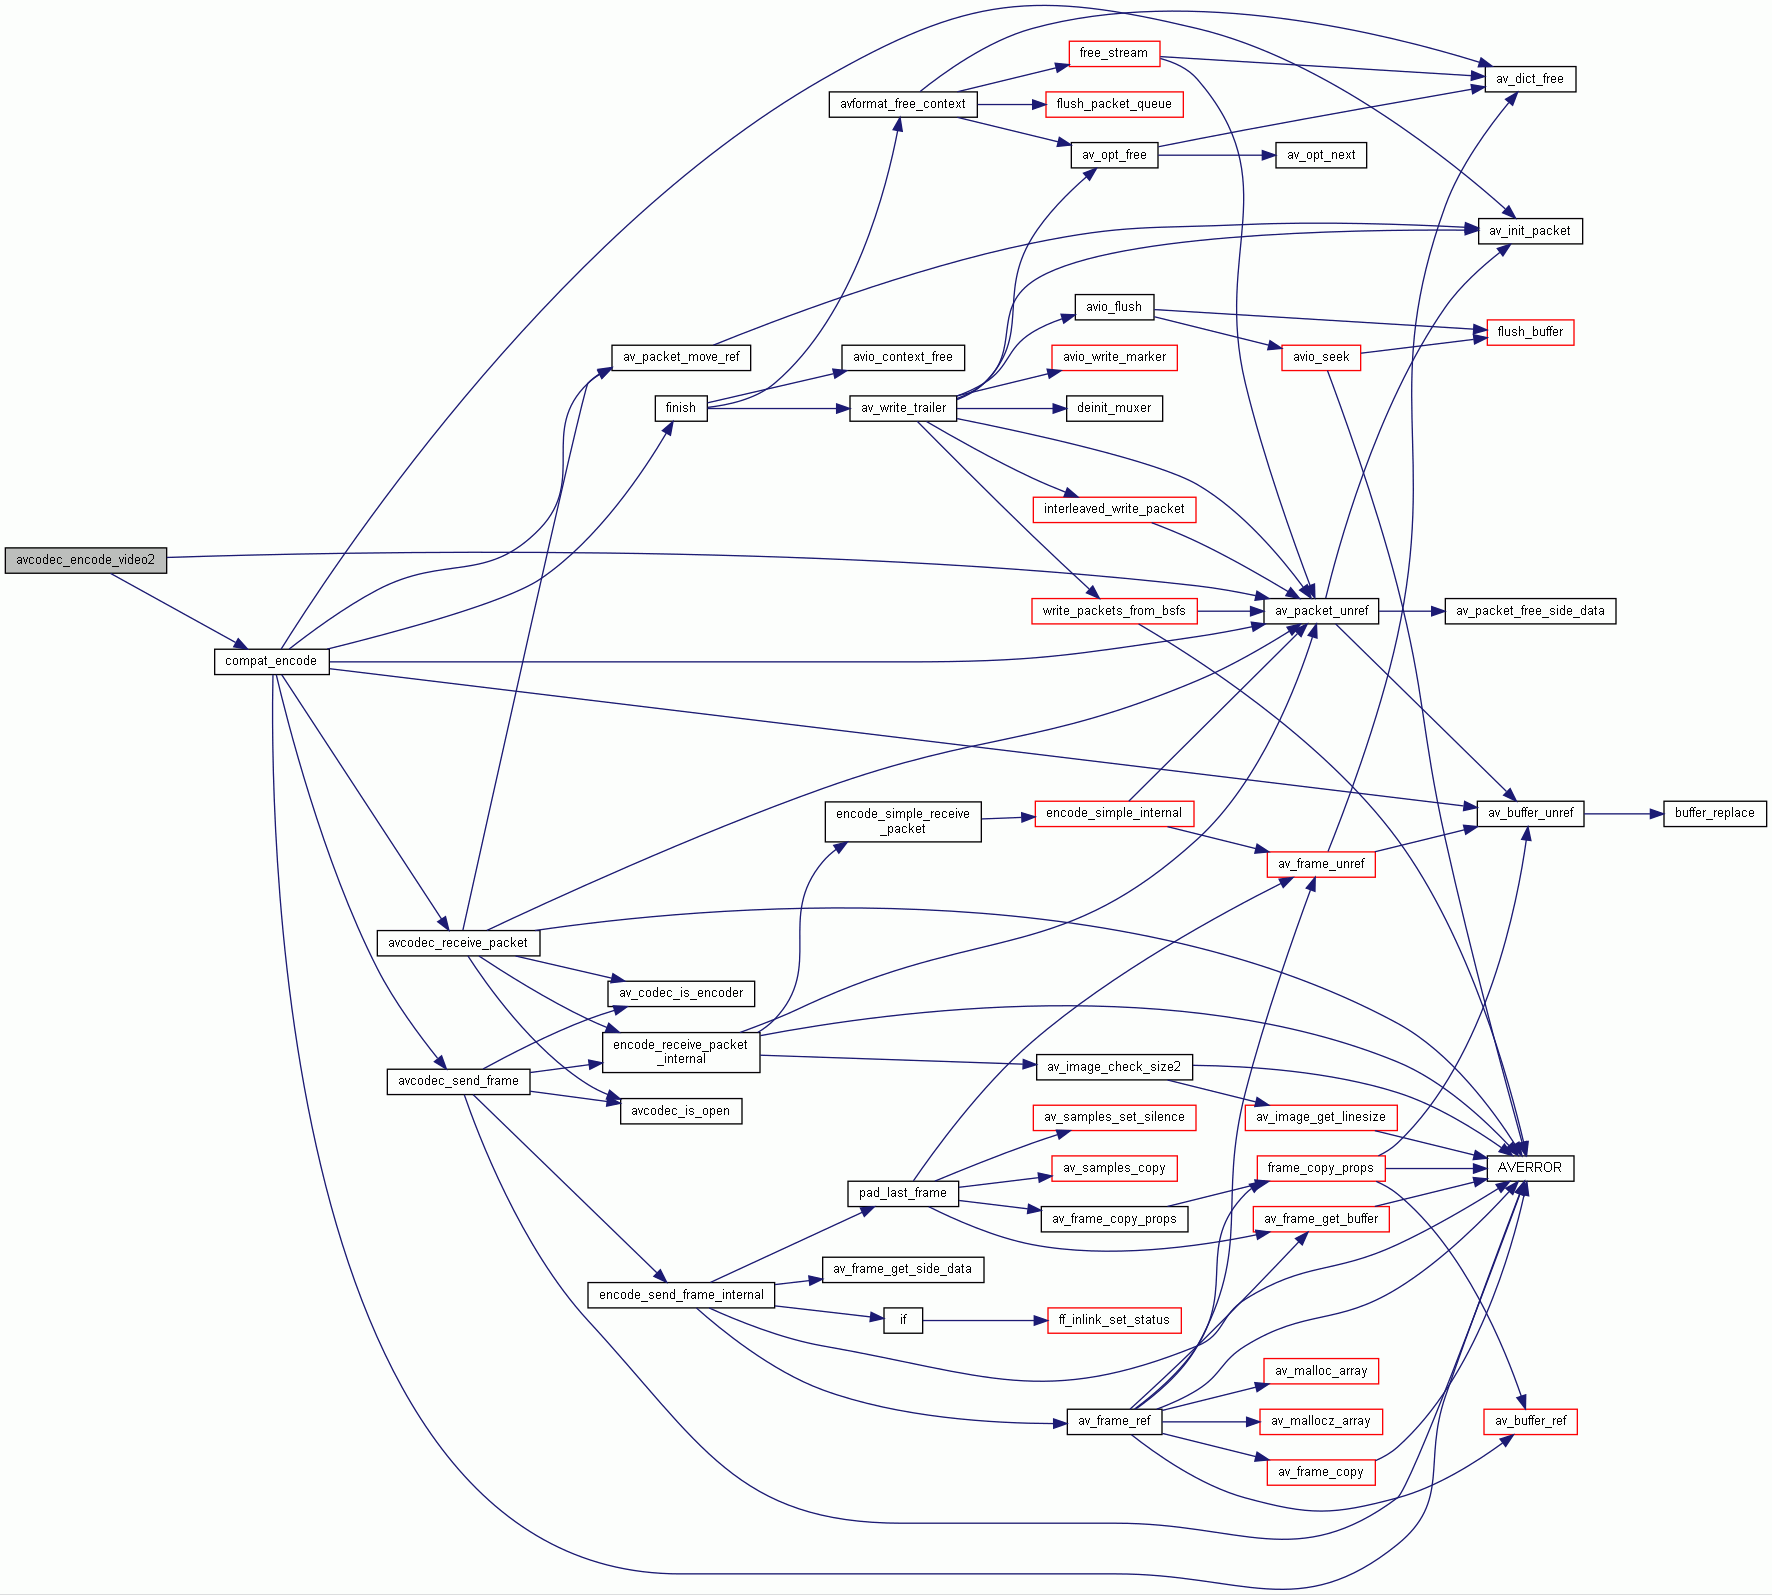 free_stream
av_dict_free
avformat_free_context
flush_packet_queue
av_opt_free
av_opt_next
av_init_packet
avio_flush
flush_buffer
av_packet_move_ref
avio_context_free
avio_write_marker
avio_seek
finish
av_write_trailer
deinit_muxer
interleaved_write_packet
avcodec_encode_video2
write_packets_from_bsfs
av_packet_unref
av_packet_free_side_data
compat_encode
encode_simple_receive
_packet
encode_simple_internal
av_buffer_unref
buffer_replace
av_frame_unref
avcodec_receive_packet
av_codec_is_encoder
encode_receive_packet
_internal
av_image_check_size2
avcodec_send_frame
avcodec_is_open
av_samples_set_silence
av_image_get_linesize
av_samples_copy
frame_copy_props
AVERROR
pad_last_frame
av_frame_copy_props
av_frame_get_buffer
av_frame_get_side_data
encode_send_frame_internal
if
ff_inlink_set_status
av_malloc_array
av_frame_ref
av_mallocz_array
av_buffer_ref
av_frame_copy